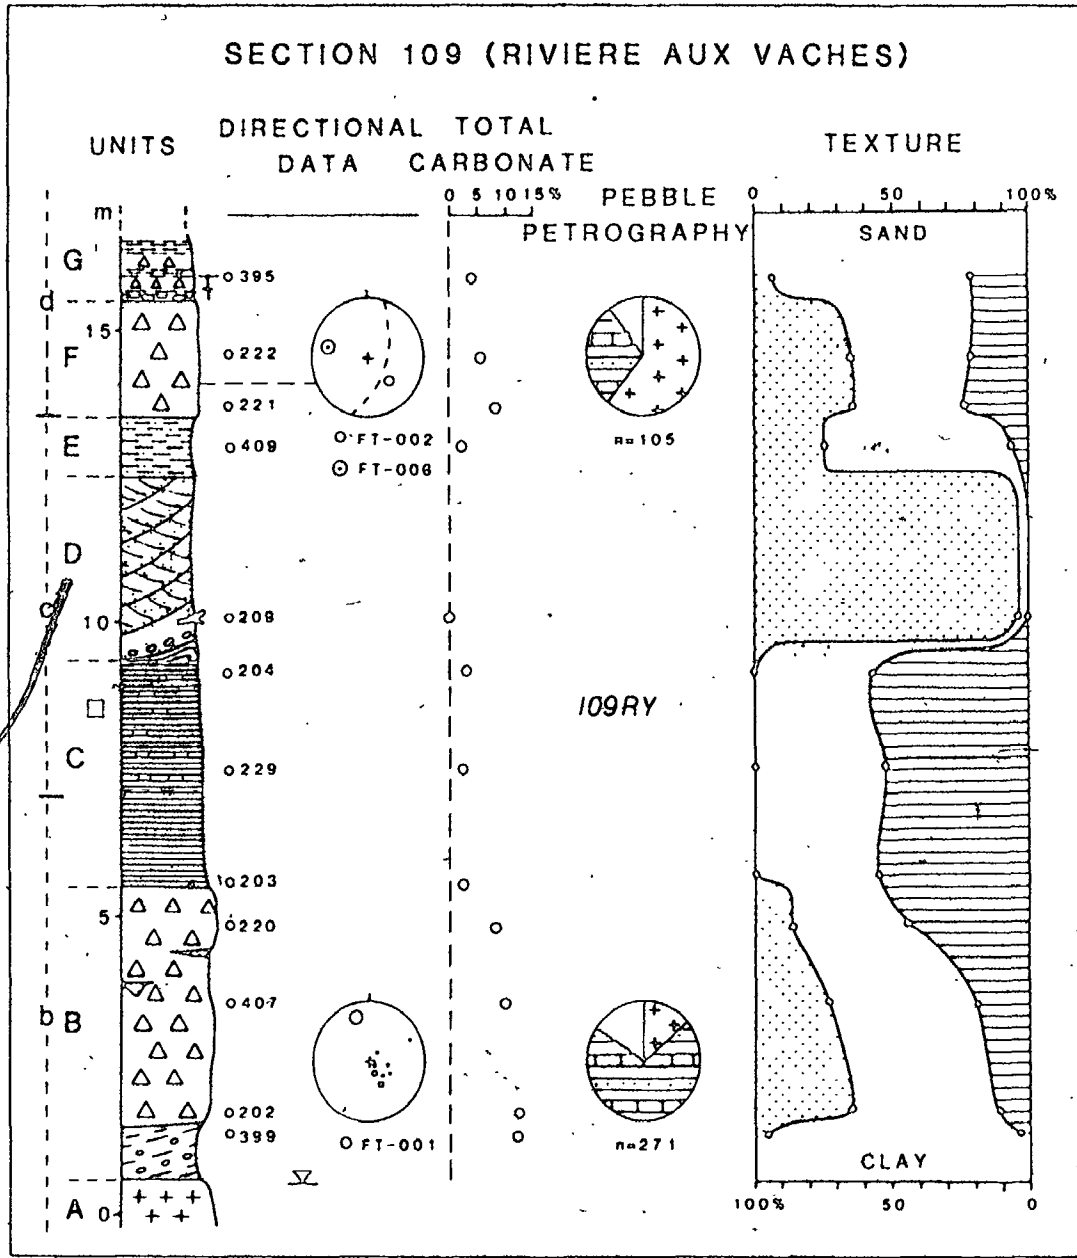 SECTION 109 (RIVIERE AUX VACHES)
UNITS
DIRECTIONAL DATA
TOTAL CARBONATE
0 5 10 15%
PEBBLE PETROGRAPHY
TEXTURE
0 50 100%
SAND
m
G
395
d
15
F
222
221
FT-002
FT-006
n=105
E
409
D
c
10
209
204
109RY
C
229
203
5
220
407
b
B
202
399
FT-001
n=271
CLAY
A
0
100% 50 0